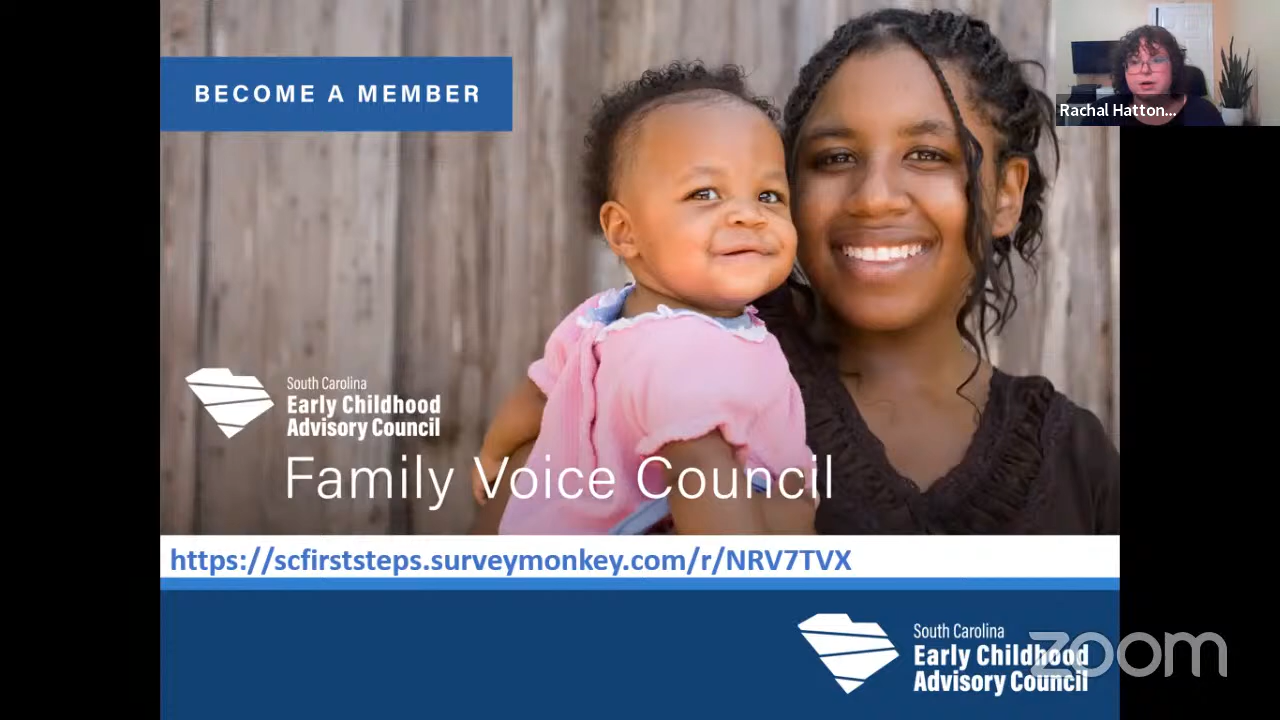 BECOME A MEMBER
Rachal Hatton...
South Carolina
Early Childhood
Advisory Council
Family Voice Council
https://scfirststeps.surveymonkey.com/r/NRV7TVX
South Carolina
Early Childhood
Advisory Council
zoom